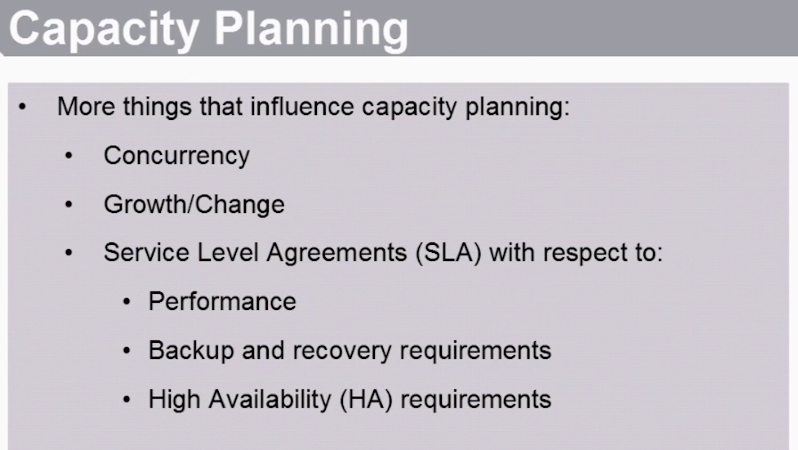 Capacity Planning
• More things that influence capacity planning:
• Concurrency
• Growth/Change
• Service Level Agreements (SLA) with respect to:
• Performance
• Backup and recovery requirements
• High Availability (HA) requirements